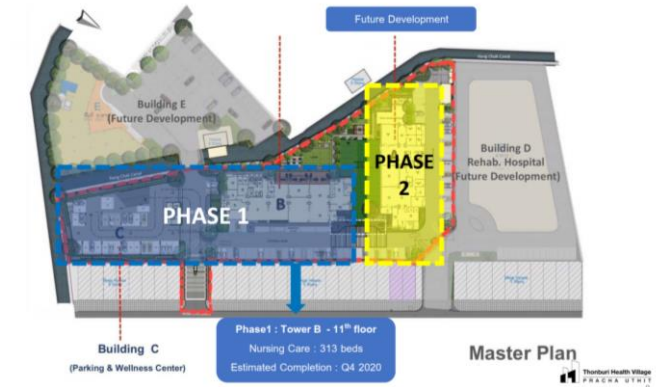 Future Development
Building E
(Future Development)
E
PHASE
2
Building D
Rehab. Hospital
(Future Development)
B
PHASE 1
C
Phase1 : Tower B - 11th floor
Nursing Care : 313 beds
Estimated Completion : Q4 2020
Building C
(Parking & Wellness Center)
Master Plan
Thonburi Health Village
PRACHA UTHIT